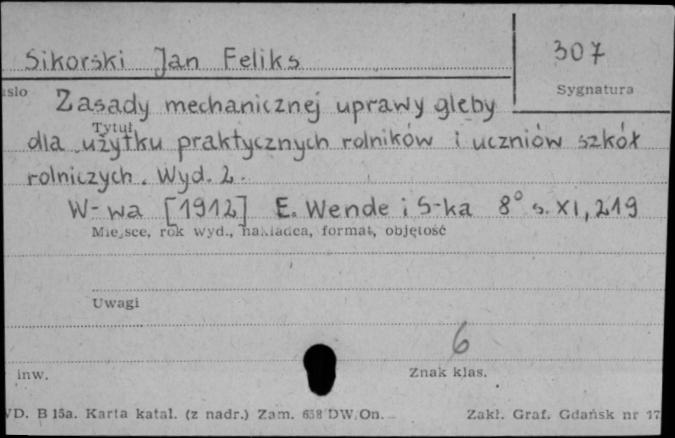 Sikorski Jan Feliks
307
Sygnatura
Zasady mechanicznej uprawy gleby
Tytuł
dla użytku praktycznych rolników i uczniów szkół
rolniczych. Wyd. 2.
W-wa [1912] E. Wende i S-ka 8° s. XI, 219
Miejsce, rok wyd., nakładca, format, objętość
Uwagi
6
inw.
Znak klas.
D. B 15a. Karta katal. (z nadr.) Zam. 658 DW.On.
Zakł. Graf. Gdańsk nr 17